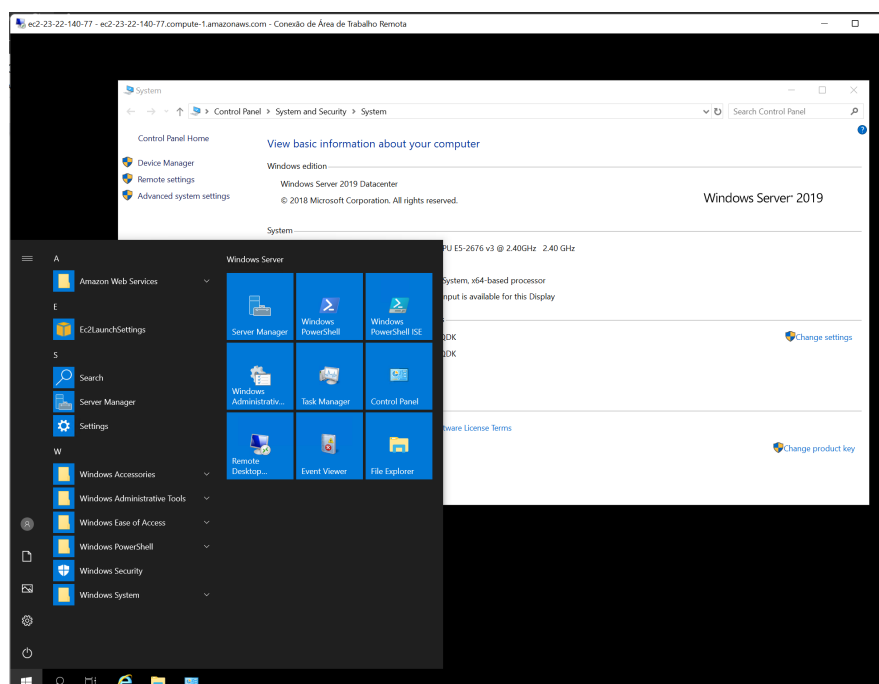 ec2-23-22-140-77 - ec2-23-22-140-77.compute-1.amazonaws.com - Conexão de Área de Trabalho Remota
System
Control Panel > System and Security > System
Search Control Panel
Control Panel Home
Device Manager
Remote settings
Advanced system settings
View basic information about your computer
Windows edition
Windows Server 2019 Datacenter
© 2018 Microsoft Corporation. All rights reserved.
Windows Server 2019
System
PU E5-2676 v3 @ 2.40GHz 2.40 GHz
System, x64-based processor
nput is available for this Display
QDK
QDK
Change settings
tware License Terms
Change product key
A
Amazon Web Services
E
Ec2LaunchSettings
S
Search
Server Manager
Settings
W
Windows Accessories
Windows Administrative Tools
Windows Ease of Access
Windows PowerShell
Windows Security
Windows System
Windows Server
Server Manager
Windows PowerShell
Windows PowerShell ISE
Windows Administrativ...
Task Manager
Control Panel
Remote Desktop...
Event Viewer
File Explorer